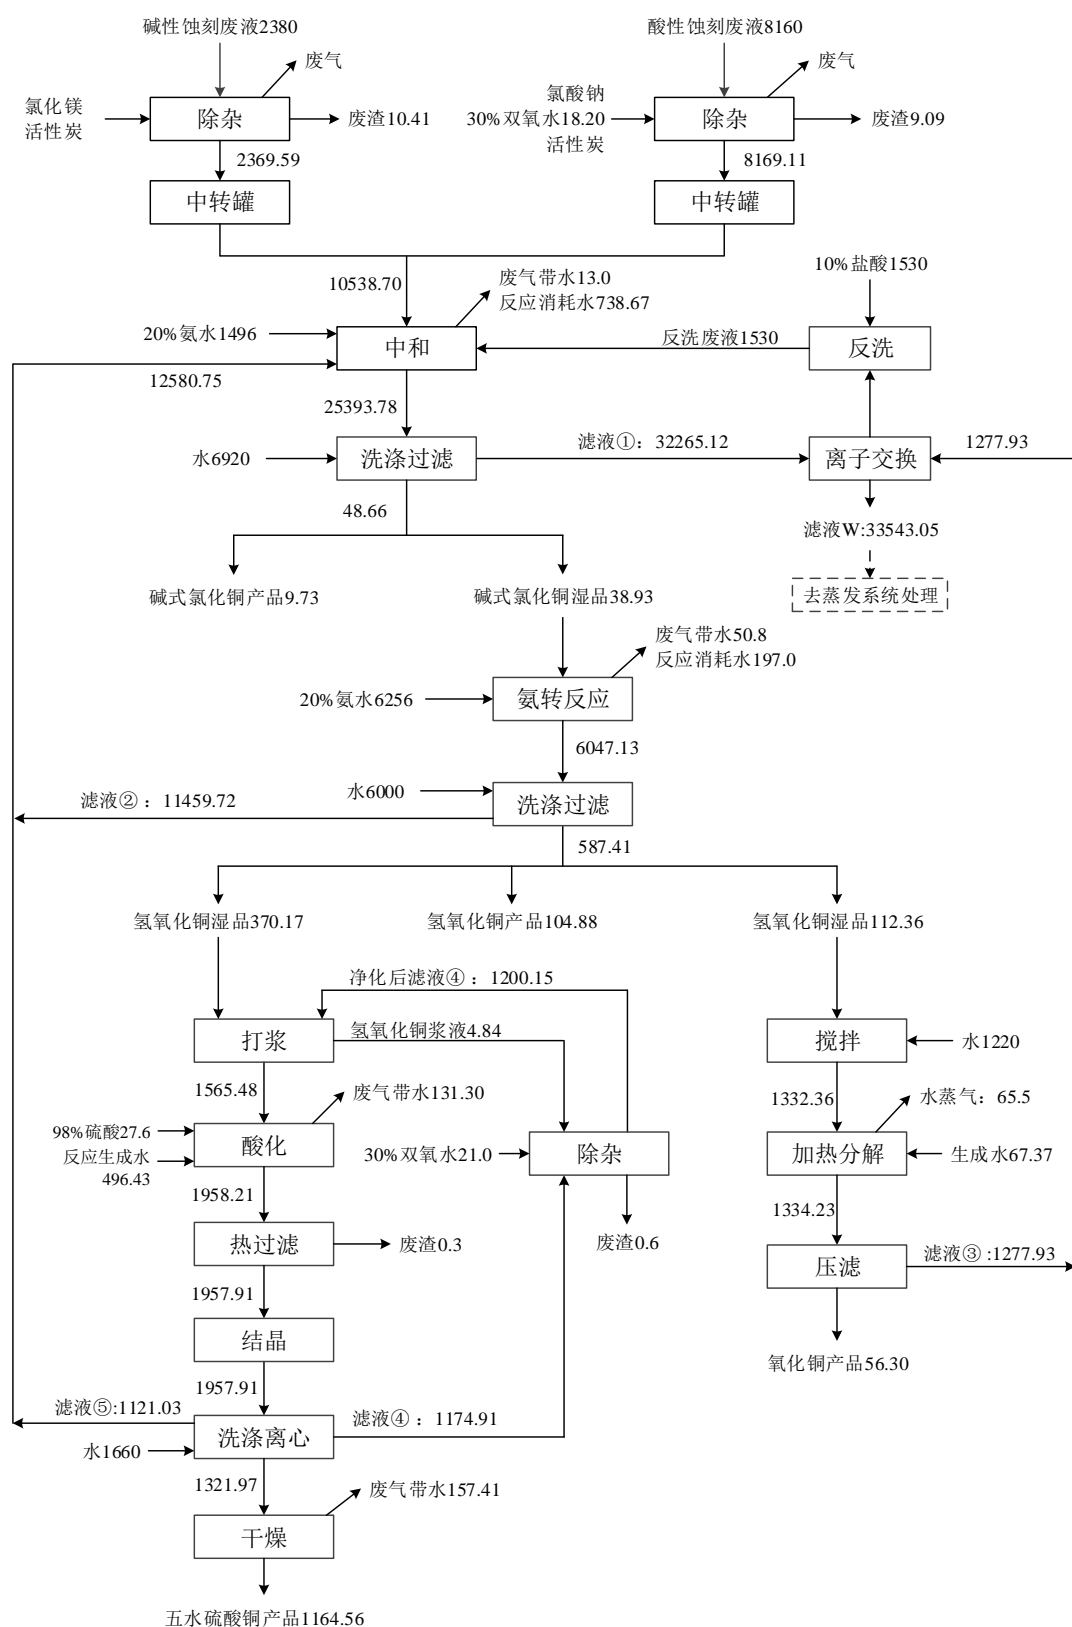 碱性蚀刻废液2380
酸性蚀刻废液8160
废气
废气
氯化镁
活性炭
除杂
废渣10.41
氯酸钠
30%双氧水18.20
活性炭
除杂
废渣9.09
2369.59
8169.11
中转罐
中转罐
10538.70
废气带水13.0
反应消耗水738.67
10%盐酸1530
20%氨水1496
中和
反洗废液1530
反洗
12580.75
25393.78
水6920
洗涤过滤
滤液①：32265.12
离子交换
1277.93
48.66
滤液W:33543.05
碱式氯化铜产品9.73
碱式氯化铜湿品38.93
去蒸发系统处理
废气带水50.8
反应消耗水197.0
20%氨水6256
氨转反应
6047.13
滤液②：11459.72
水6000
洗涤过滤
587.41
氢氧化铜湿品370.17
氢氧化铜产品104.88
氢氧化铜湿品112.36
净化后滤液④：1200.15
打浆
氢氧化铜浆液4.84
搅拌
水1220
1565.48
废气带水131.30
1332.36
水蒸气：65.5
98%硫酸27.6
反应生成水
496.43
酸化
30%双氧水21.0
除杂
加热分解
生成水67.37
1958.21
1334.23
热过滤
废渣0.3
废渣0.6
压滤
滤液③:1277.93
1957.91
结晶
氧化铜产品56.30
1957.91
滤液⑤:1121.03
水1660
洗涤离心
滤液④：1174.91
1321.97
废气带水157.41
干燥
五水硫酸铜产品1164.56